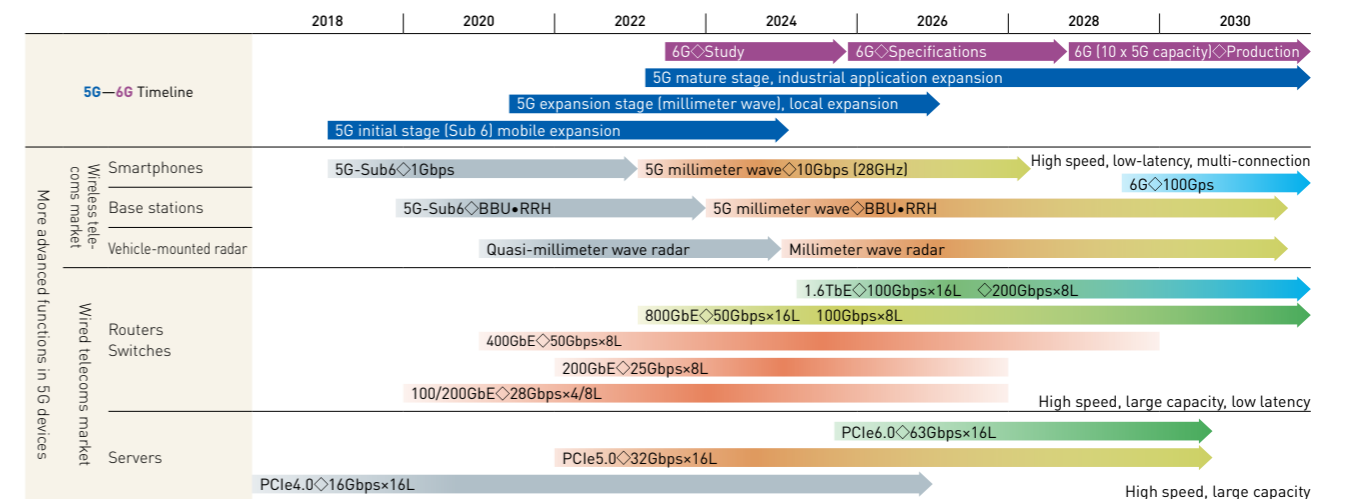 2018 2020 2022 2024 2026 2028 2030
5G—6G Timeline
6G◇Study
6G◇Specifications
6G (10 x 5G capacity)◇Production
5G mature stage, industrial application expansion
5G expansion stage (millimeter wave), local expansion
5G initial stage (Sub 6) mobile expansion
More advanced functions in 5G devices
Wireless tele-
coms market
Smartphones
5G-Sub6◇1Gbps
5G millimeter wave◇10Gbps (28GHz)
High speed, low-latency, multi-connection
6G◇100Gps
Base stations
5G-Sub6◇BBU•RRH
5G millimeter wave◇BBU•RRH
Vehicle-mounted radar
Quasi-millimeter wave radar
Millimeter wave radar
Wired telecoms market
Routers
Switches
1.6TbE◇100Gbps×16L ◇200Gbps×8L
800GbE◇50Gbps×16L 100Gbps×8L
400GbE◇50Gbps×8L
200GbE◇25Gbps×8L
100/200GbE◇28Gbps×4/8L
High speed, large capacity, low latency
Servers
PCIe6.0◇63Gbps×16L
PCIe5.0◇32Gbps×16L
PCIe4.0◇16Gbps×16L
High speed, large capacity